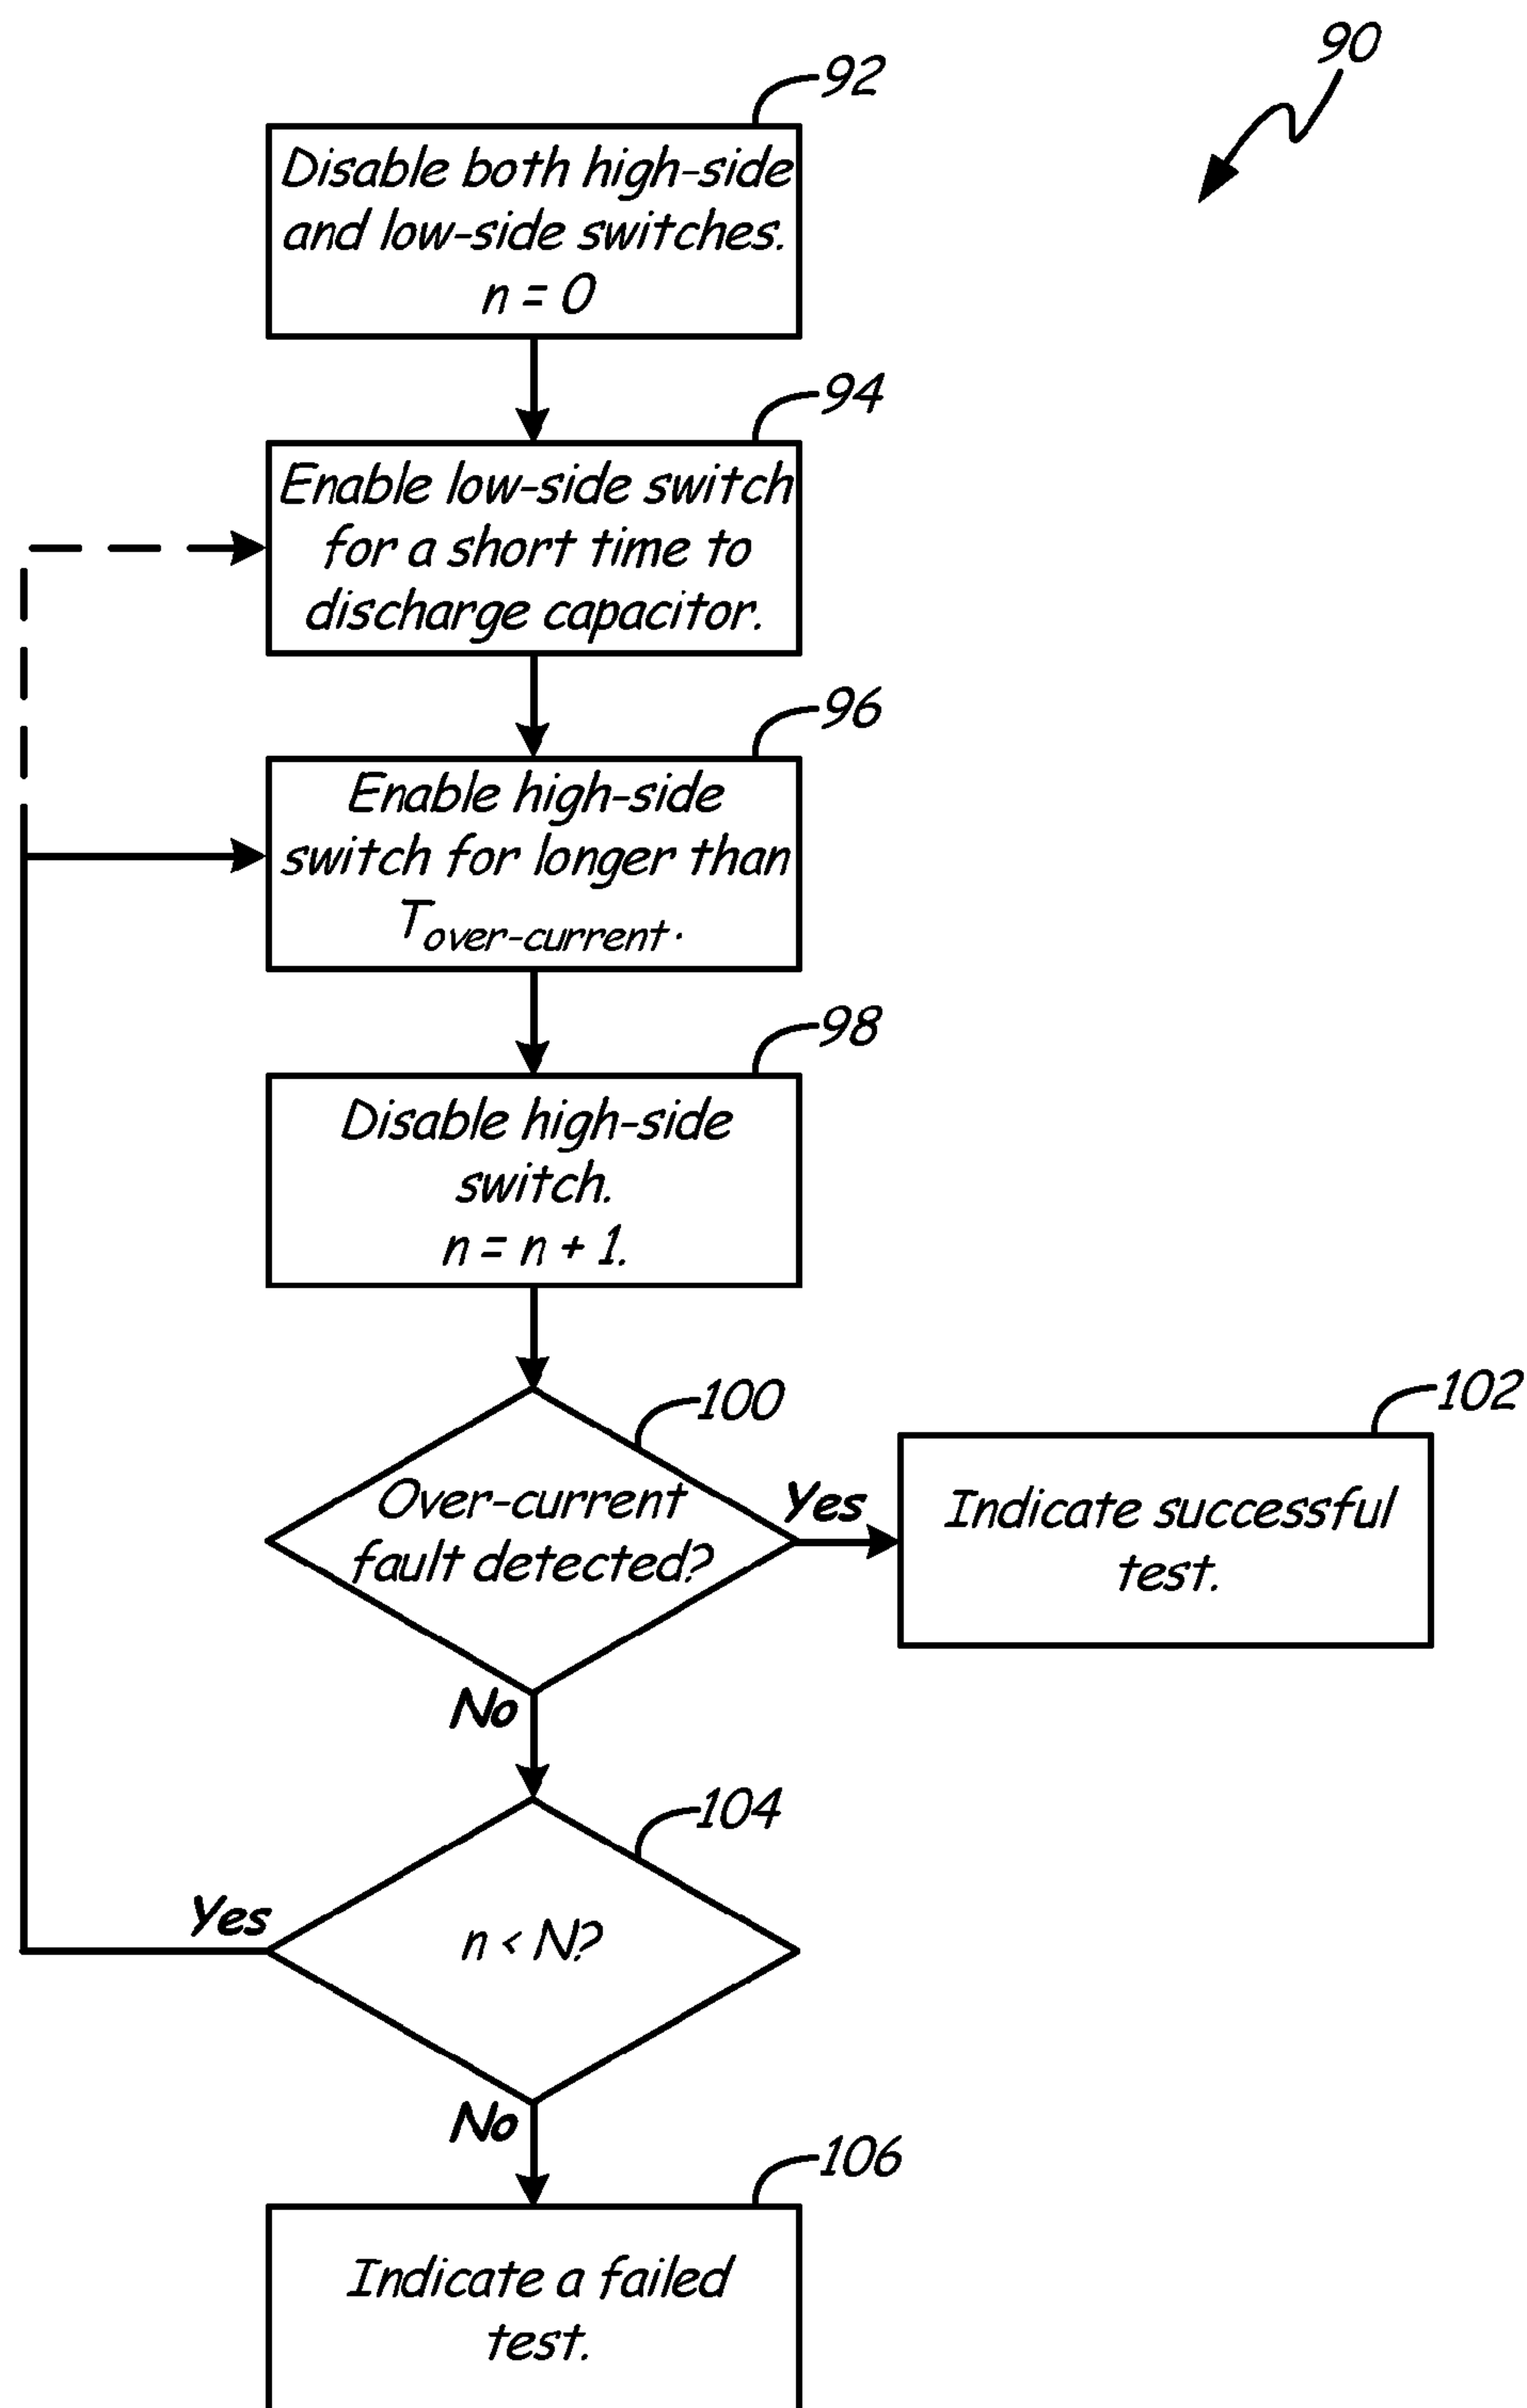 90
92
Disable both high-side
and low-side switches.
n = 0
94
Enable low-side switch
for a short time to
discharge capacitor.
96
Enable high-side
switch for longer than
Tover-current.
98
Disable high-side
switch.
n = n + 1.
100
Over-current
fault detected?
Yes
102
Indicate successful
test.
No
104
n < N?
Yes
No
106
Indicate a failed
test.